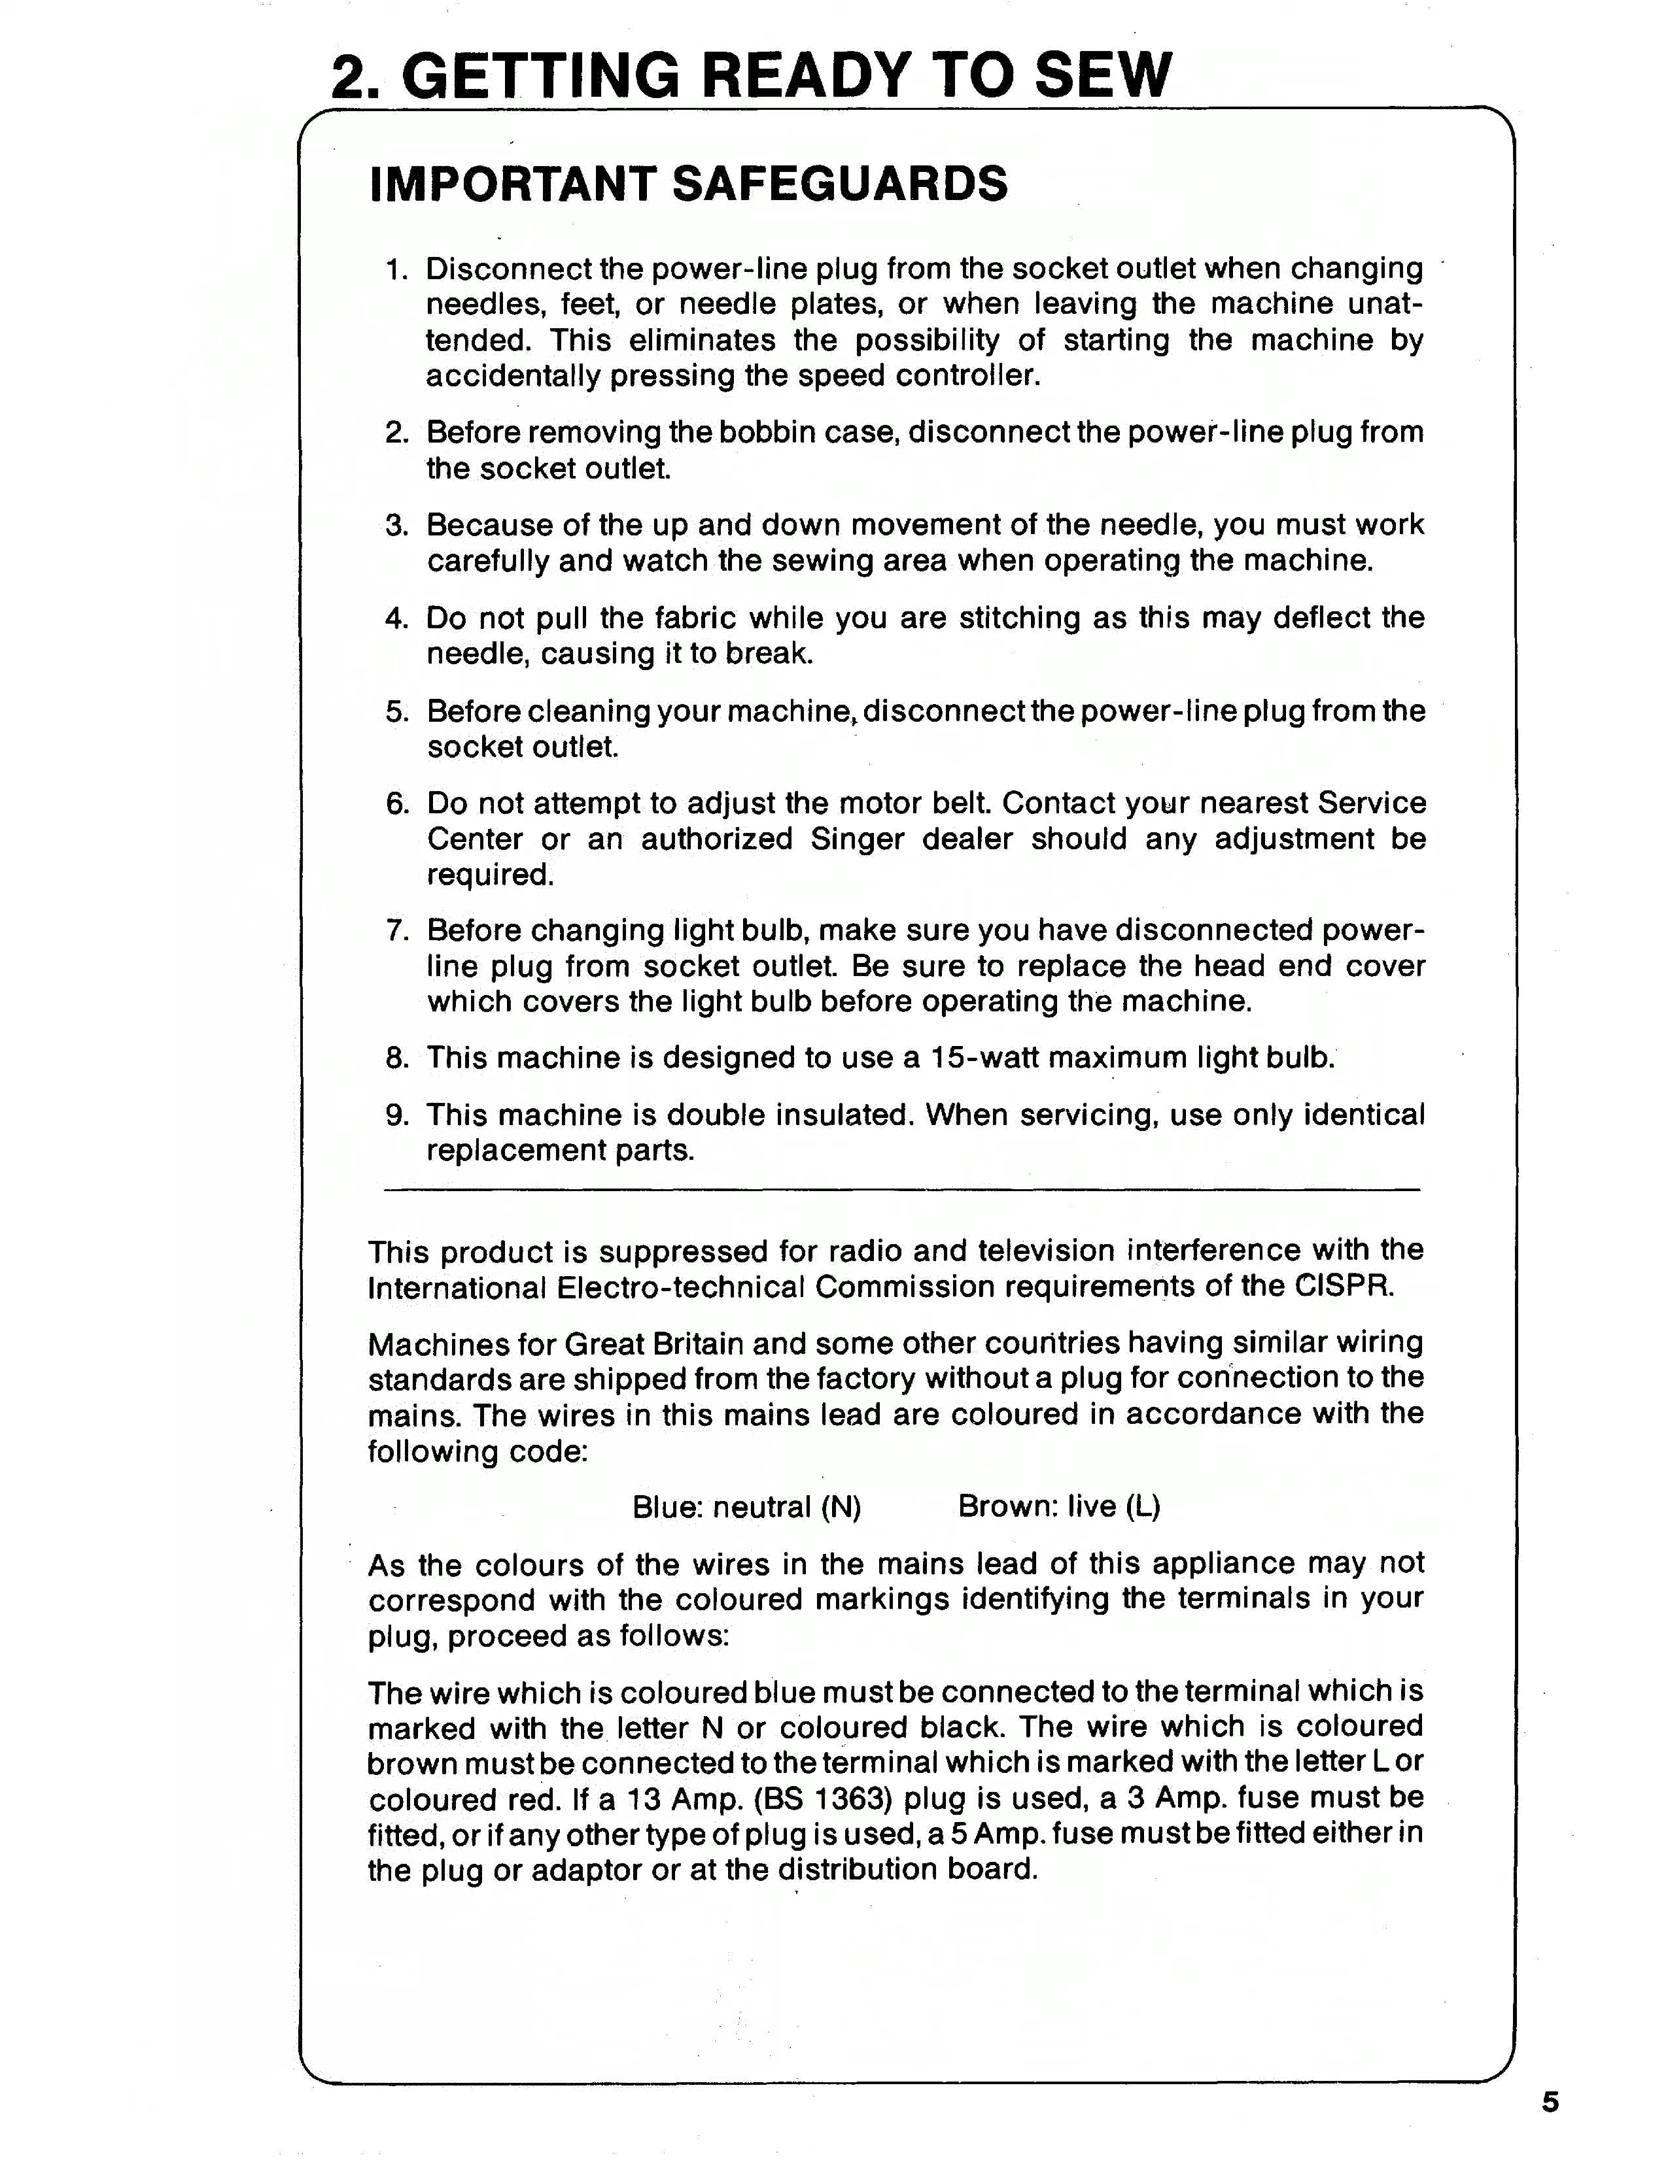 2. GETTING READY TO SEW
IMPORTANT SAFEGUARDS
1. Disconnect the power-line plug from the socket outlet when changing
needles, feet, or needle plates, or when leaving the machine unat-
tended. This eliminates the possibility of starting the machine by
accidentally pressing the speed controller.
2. Before removing the bobbin case, disconnect the power-line plug from
the socket outlet.
3. Because of the up and down movement of the needle, you must work
carefully and watch the sewing area when operating the machine.
4. Do not pull the fabric while you are stitching as this may deflect the
needle, causing it to break.
5. Before cleaning your machine, disconnect the power-line plug from the
socket outlet.
6. Do not attempt to adjust the motor belt. Contact your nearest Service
Center or an authorized Singer dealer should any adjustment be
required.
7. Before changing light bulb, make sure you have disconnected power-
line plug from socket outlet. Be sure to replace the head end cover
which covers the light bulb before operating the machine.
8. This machine is designed to use a 15-watt maximum light bulb.
9. This machine is double insulated. When servicing, use only identical
replacement parts.
This product is suppressed for radio and television interference with the
International Electro-technical Commission requirements of the CISPR.
Machines for Great Britain and some other countries having similar wiring
standards are shipped from the factory without a plug for connection to the
mains. The wires in this mains lead are coloured in accordance with the
following code:
Blue: neutral (N) Brown: live (L)
As the colours of the wires in the mains lead of this appliance may not
correspond with the coloured markings identifying the terminals in your
plug, proceed as follows:
The wire which is coloured blue must be connected to the terminal which is
marked with the letter N or coloured black. The wire which is coloured
brown must be connected to the terminal which is marked with the letter L or
coloured red. If a 13 Amp. (BS 1363) plug is used, a 3 Amp. fuse must be
fitted, or if any other type of plug is used, a 5 Amp. fuse must be fitted either in
the plug or adaptor or at the distribution board.
5